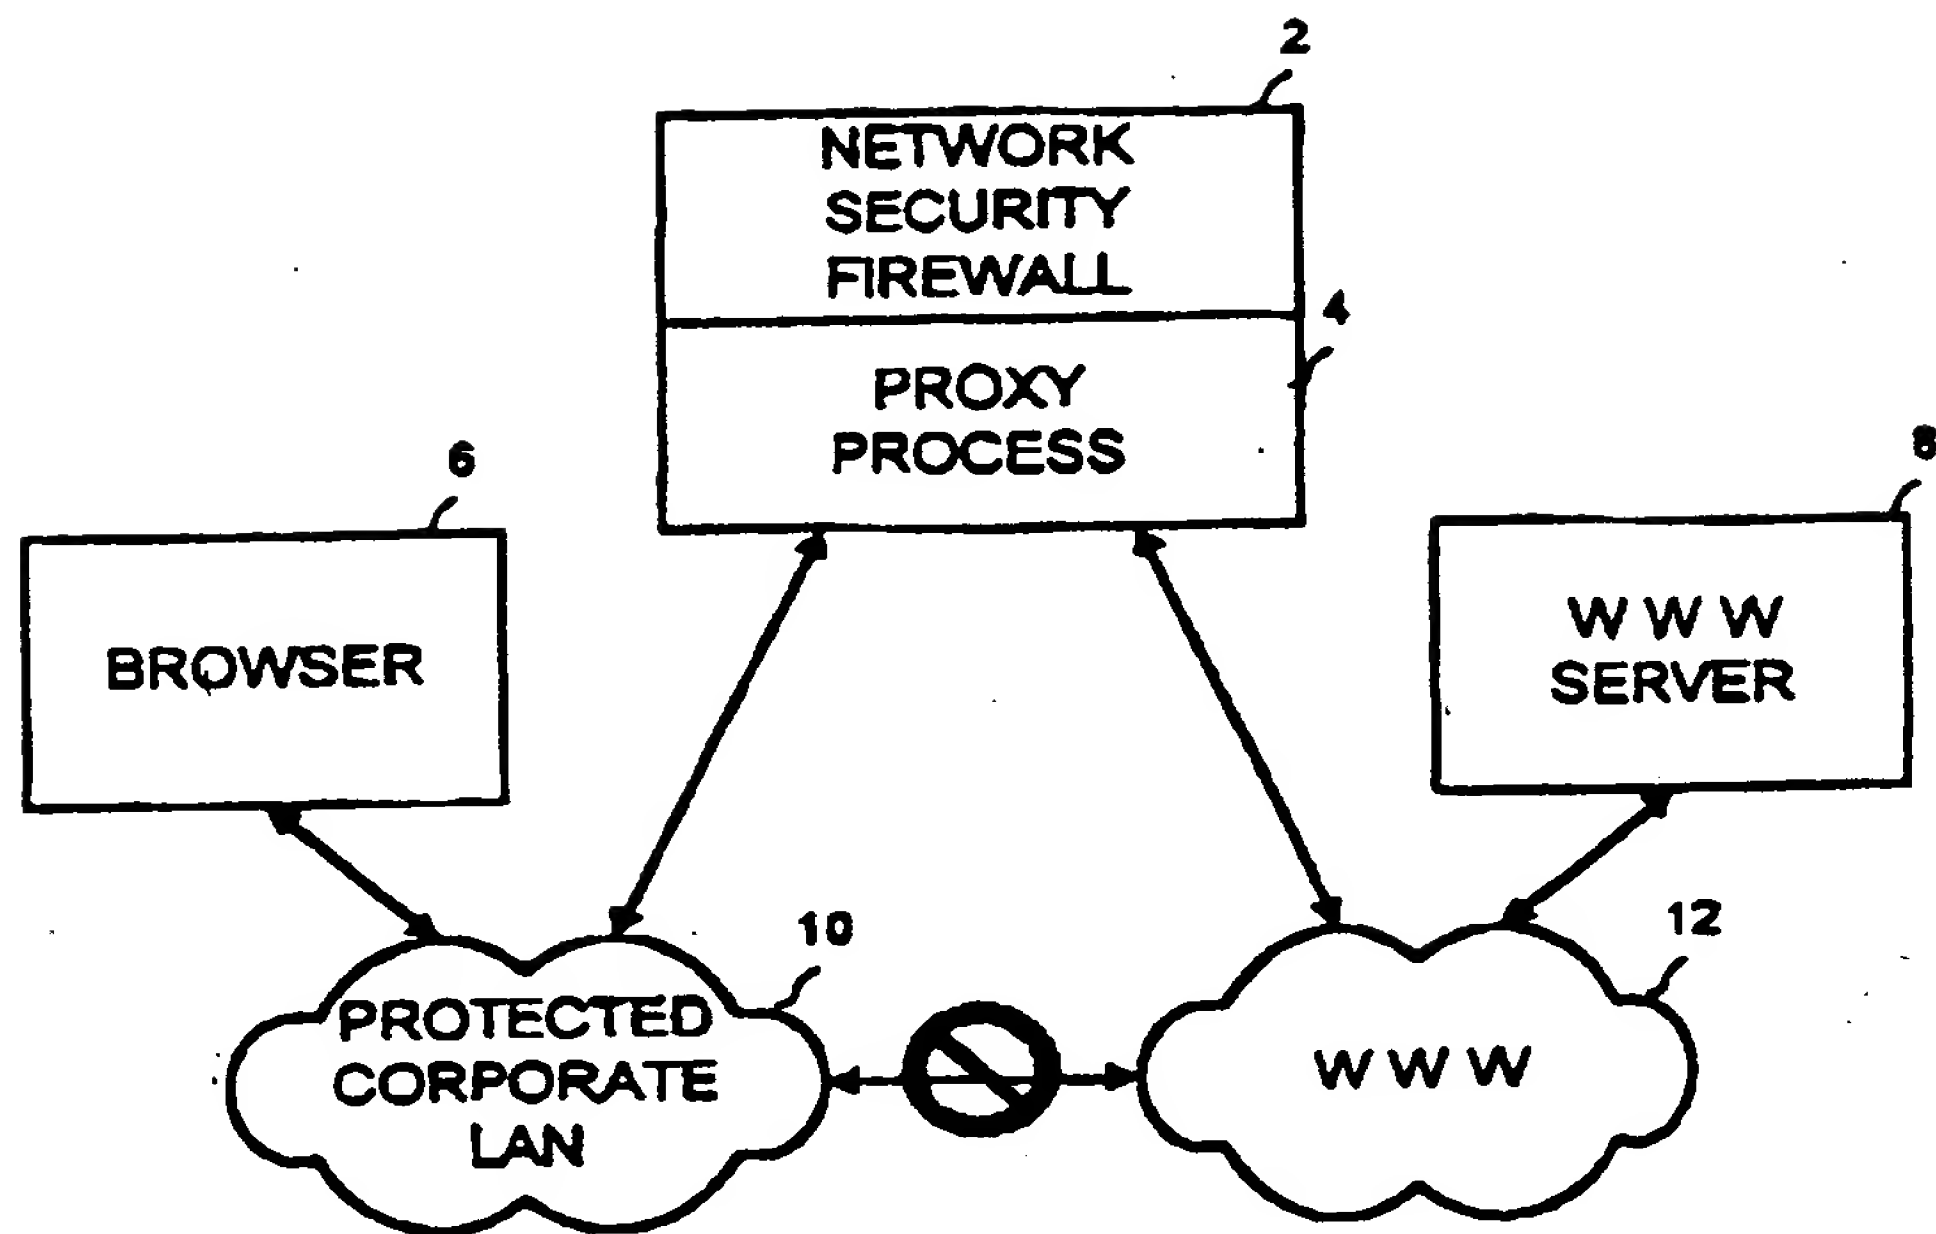 2
NETWORK
SECURITY
FIREWALL
4
PROXY
PROCESS
6
8
BROWSER
W W W
SERVER
10
12
PROTECTED
CORPORATE
LAN
W W W